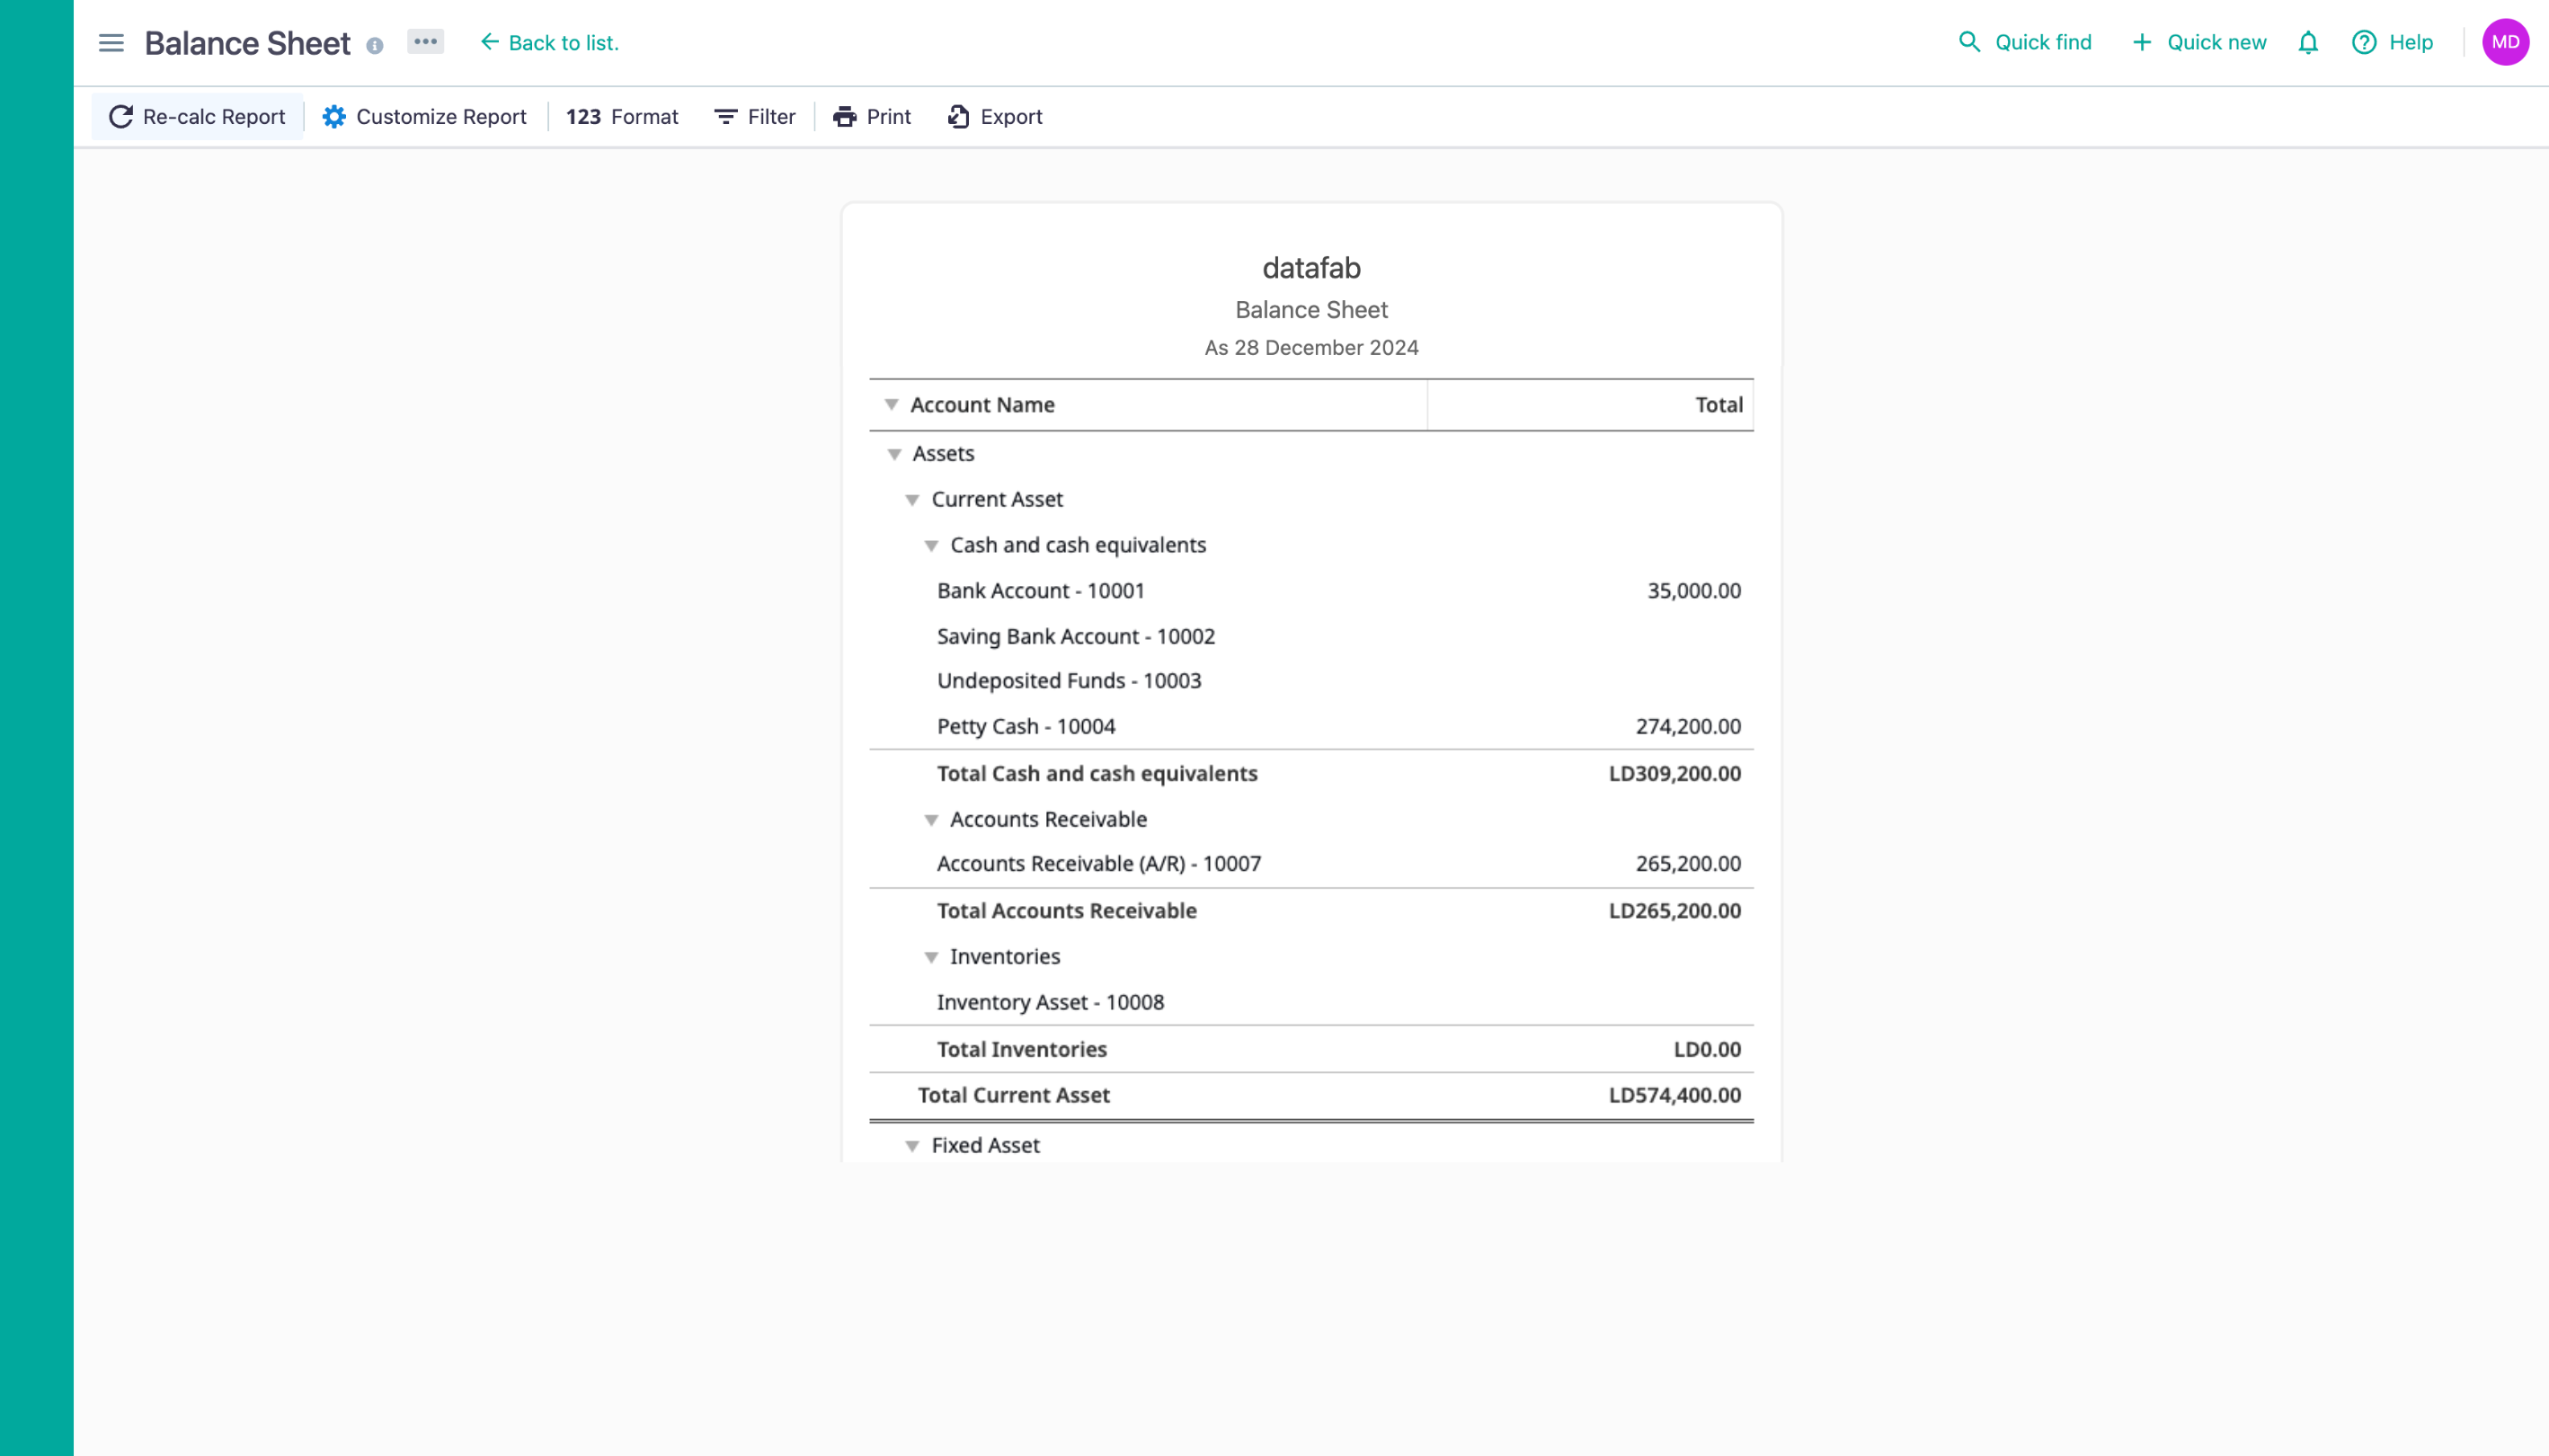 Balance Sheet
Back to list.
Quick find
Quick new
Help
MD
Re-calc Report
Customize Report
123 Format
Filter
Print
Export
datafab
Balance Sheet
As 28 December 2024
Account Name Total
Assets
Current Asset
Cash and cash equivalents
Bank Account - 10001 35,000.00
Saving Bank Account - 10002
Undeposited Funds - 10003
Petty Cash - 10004 274,200.00
Total Cash and cash equivalents LD309,200.00
Accounts Receivable
Accounts Receivable (A/R) - 10007 265,200.00
Total Accounts Receivable LD265,200.00
Inventories
Inventory Asset - 10008
Total Inventories LD0.00
Total Current Asset LD574,400.00
Fixed Asset